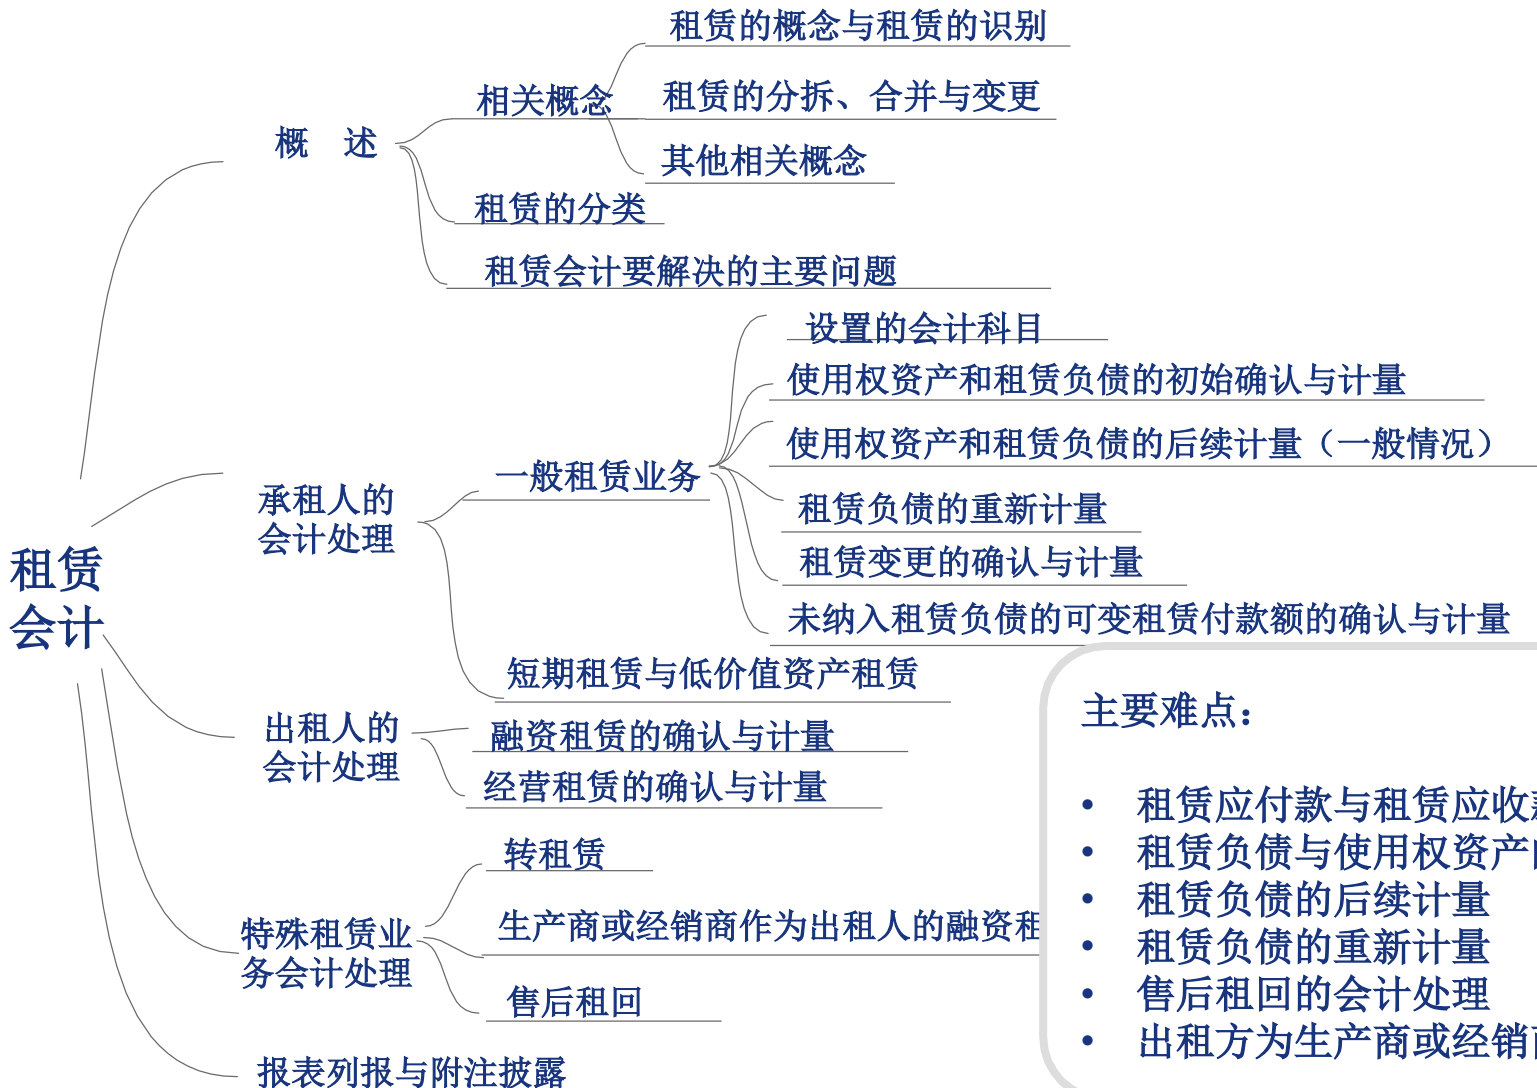 租赁的概念与租赁的识别
相关概念
租赁的分拆、合并与变更
概 述
其他相关概念
租赁的分类
租赁会计要解决的主要问题
设置的会计科目
使用权资产和租赁负债的初始确认与计量
使用权资产和租赁负债的后续计量（一般情况）
一般租赁业务
承租人的
会计处理
租赁负债的重新计量
租赁变更的确认与计量
租赁
会计
未纳入租赁负债的可变租赁付款额的确认与计量
短期租赁与低价值资产租赁
出租人的
会计处理
融资租赁的确认与计量
经营租赁的确认与计量
转租赁
特殊租赁业
务会计处理
生产商或经销商作为出租人的融资租
售后租回
报表列报与附注披露
主要难点：
• 租赁应付款与租赁应收
• 租赁负债与使用权资产
• 租赁负债的后续计量
• 租赁负债的重新计量
• 售后租回的会计处理
• 出租方为生产商或经销